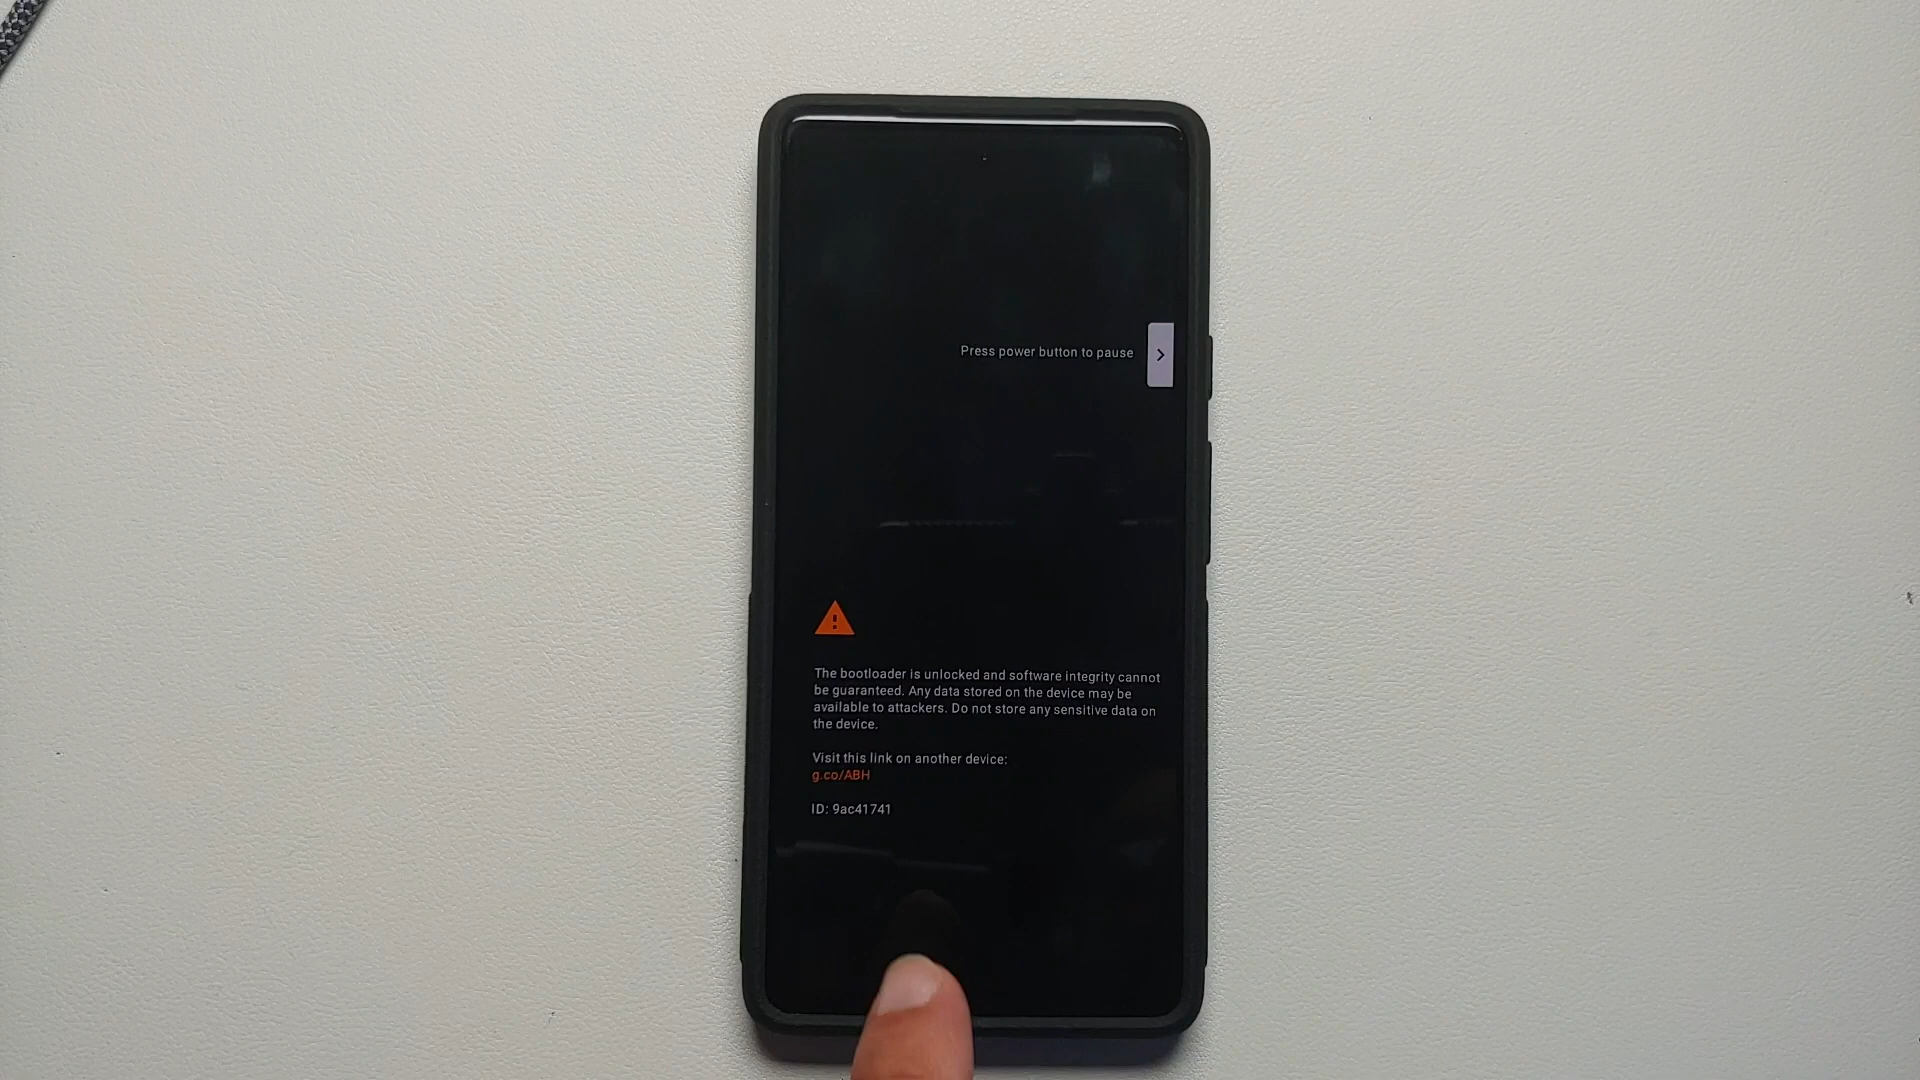 Press power button to pause
The bootloader is unlocked and software integrity cannot
be guaranteed. Any data stored on the device may be
available to attackers. Do not store any sensitive data on
the device.
Visit this link on another device:
g.co/ABH
ID: 9ac41741